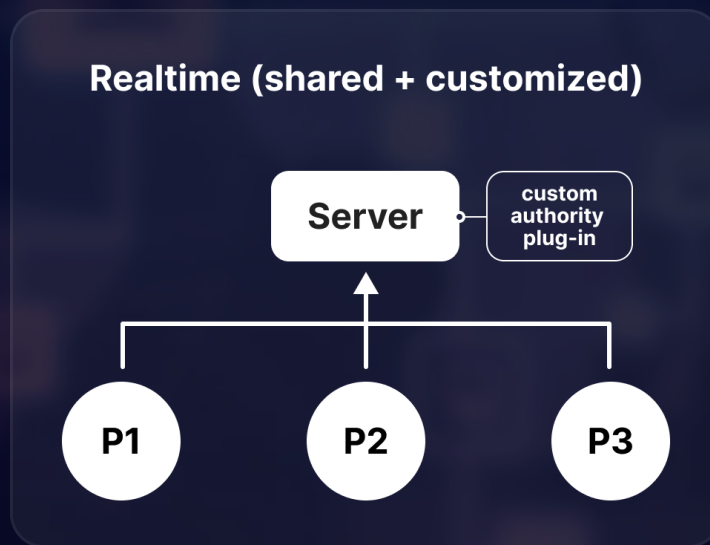 Realtime (shared + customized)
Server
custom
authority
plug-in
P1
P2
P3